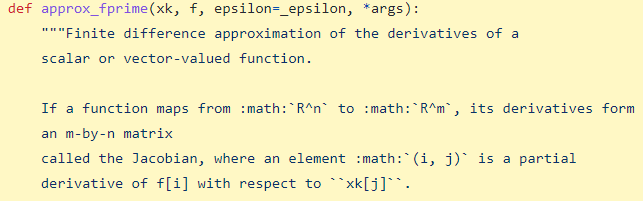 def approx_fprime(xk, f, epsilon=_epsilon, *args):
"""Finite difference approximation of the derivatives of a
scalar or vector-valued function.
If a function maps from :math:`R^n` to :math:`R^m`, its derivatives form
an m-by-n matrix
called the Jacobian, where an element :math:`(i, j)` is a partial
derivative of f[i] with respect to ``xk[j]``.